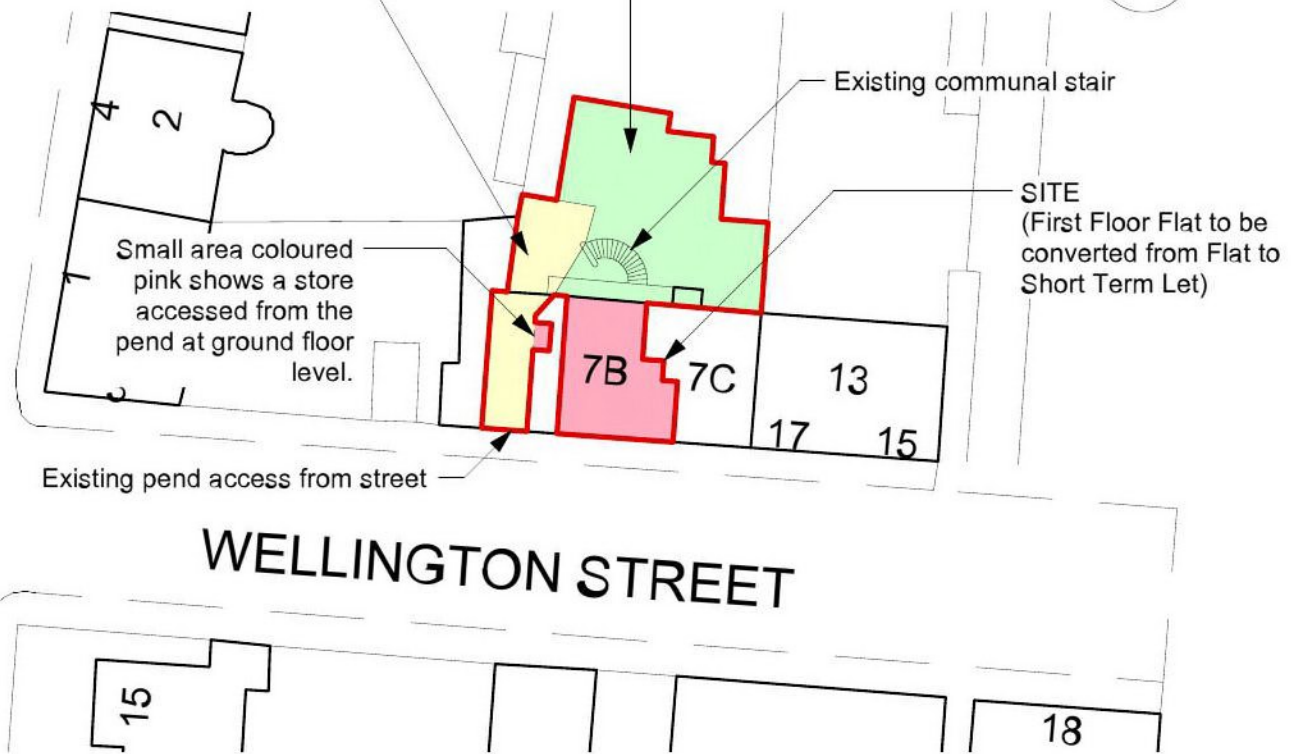 Existing communal stair
SITE
(First Floor Flat to be
converted from Flat to
Short Term Let)
Small area coloured
pink shows a store
accessed from the
pend at ground floor
level.
Existing pend access from street
4
2
1
7B
7C
13
17
15
WELLINGTON STREET
15
18